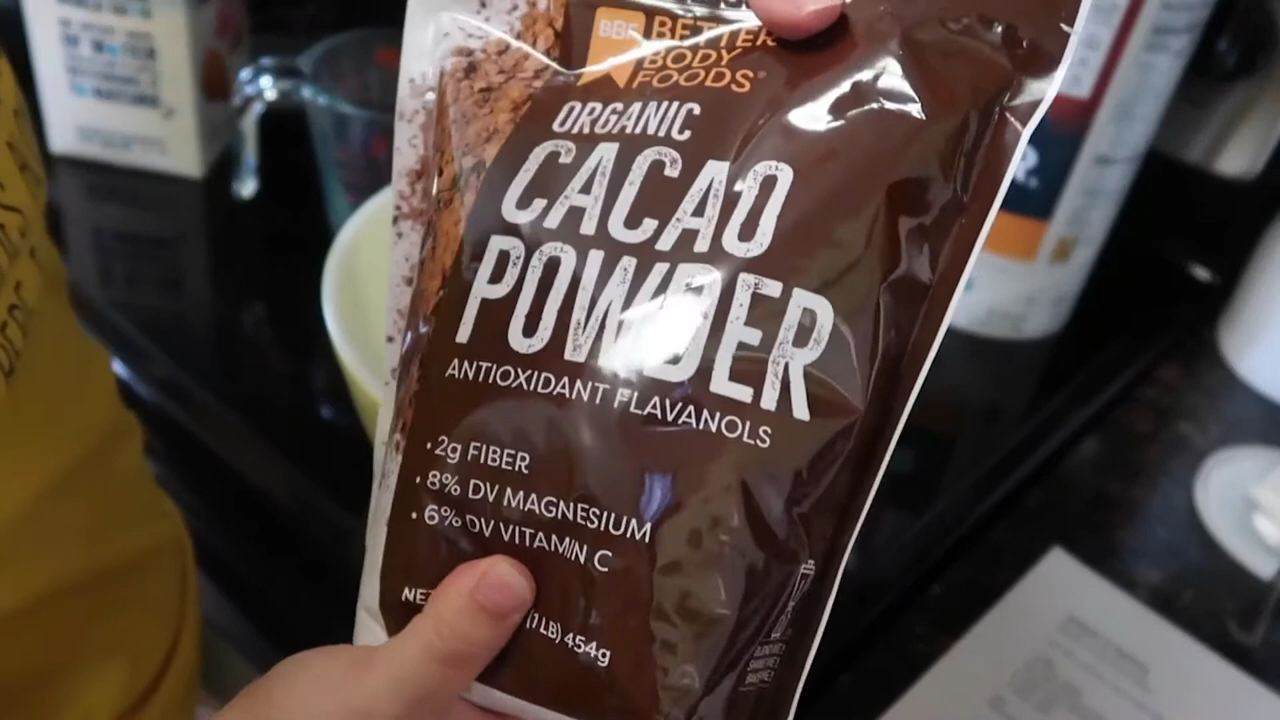 BBF
BETTER
BODY
FOODS®
ORGANIC
CACAO
POWDER
ANTIOXIDANT FLAVANOLS
• 2g FIBER
• 8% DV MAGNESIUM
• 6% DV VITAMIN C
(1 LB) 454g